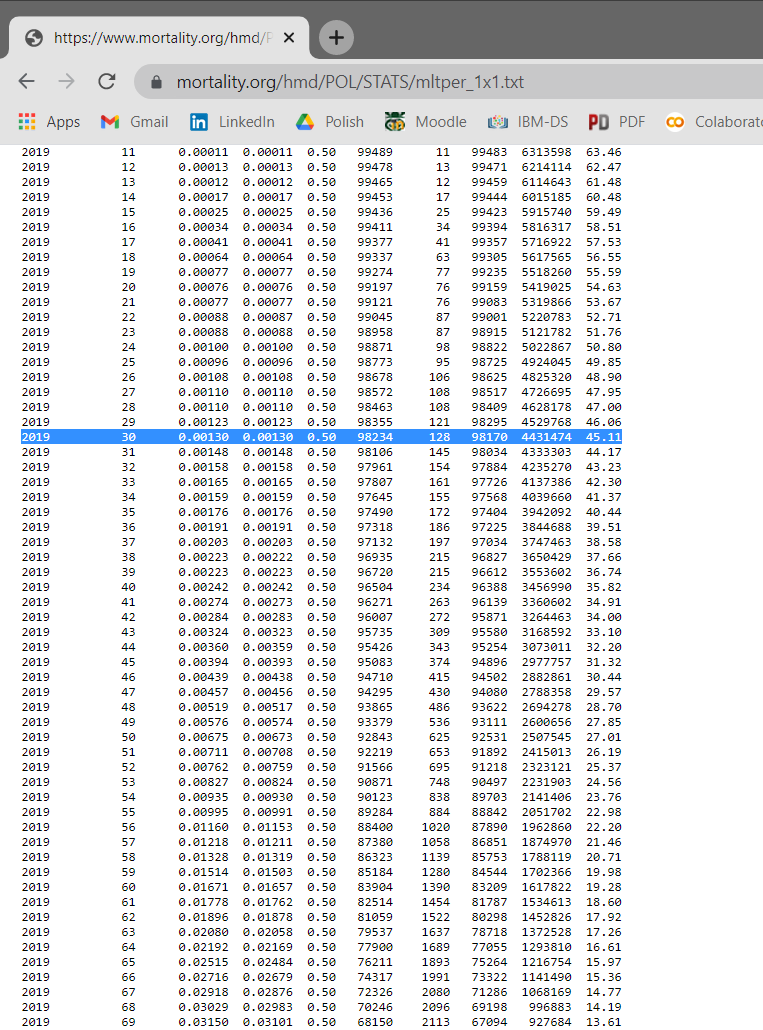 https://www.mortality.org/hmd/P
mortality.org/hmd/POL/STATS/mltper_1x1.txt
Apps Gmail LinkedIn Polish Moodle IBM-DS PDF Colaborato
2019 11 0.00011 0.00011 0.50 99489 11 99483 6313598 63.46
2019 12 0.00013 0.00013 0.50 99478 13 99471 6214114 62.47
2019 13 0.00012 0.00012 0.50 99465 12 99459 6114643 61.48
2019 14 0.00017 0.00017 0.50 99453 17 99444 6015185 60.48
2019 15 0.00025 0.00025 0.50 99436 25 99423 5915740 59.49
2019 16 0.00034 0.00034 0.50 99411 34 99394 5816317 58.51
2019 17 0.00041 0.00041 0.50 99377 41 99357 5716922 57.53
2019 18 0.00064 0.00064 0.50 99337 63 99305 5617565 56.55
2019 19 0.00077 0.00077 0.50 99274 77 99235 5518260 55.59
2019 20 0.00076 0.00076 0.50 99197 76 99159 5419025 54.63
2019 21 0.00077 0.00077 0.50 99121 76 99083 5319866 53.67
2019 22 0.00088 0.00087 0.50 99045 87 99001 5220783 52.71
2019 23 0.00088 0.00088 0.50 98958 87 98915 5121782 51.76
2019 24 0.00100 0.00100 0.50 98871 98 98822 5022867 50.80
2019 25 0.00096 0.00096 0.50 98773 95 98725 4924045 49.85
2019 26 0.00108 0.00108 0.50 98678 106 98625 4825320 48.90
2019 27 0.00110 0.00110 0.50 98572 108 98517 4726695 47.95
2019 28 0.00110 0.00110 0.50 98463 108 98409 4628178 47.00
2019 29 0.00123 0.00123 0.50 98355 121 98295 4529768 46.06
2019 30 0.00130 0.00130 0.50 98234 128 98170 4431474 45.11
2019 31 0.00148 0.00148 0.50 98106 145 98034 4333303 44.17
2019 32 0.00158 0.00158 0.50 97961 154 97884 4235270 43.23
2019 33 0.00165 0.00165 0.50 97807 161 97726 4137386 42.30
2019 34 0.00159 0.00159 0.50 97645 155 97568 4039660 41.37
2019 35 0.00176 0.00176 0.50 97490 172 97404 3942092 40.44
2019 36 0.00191 0.00191 0.50 97318 186 97225 3844688 39.51
2019 37 0.00203 0.00203 0.50 97132 197 97034 3747463 38.58
2019 38 0.00223 0.00222 0.50 96935 215 96827 3650429 37.66
2019 39 0.00223 0.00223 0.50 96720 215 96612 3553602 36.74
2019 40 0.00242 0.00242 0.50 96504 234 96388 3456990 35.82
2019 41 0.00274 0.00273 0.50 96271 263 96139 3360602 34.91
2019 42 0.00284 0.00283 0.50 96007 272 95871 3264463 34.00
2019 43 0.00324 0.00323 0.50 95735 309 95580 3168592 33.10
2019 44 0.00360 0.00359 0.50 95426 343 95254 3073011 32.20
2019 45 0.00394 0.00393 0.50 95083 374 94896 2977757 31.32
2019 46 0.00439 0.00438 0.50 94710 415 94502 2882861 30.44
2019 47 0.00457 0.00456 0.50 94295 430 94080 2788358 29.57
2019 48 0.00519 0.00517 0.50 93865 486 93622 2694278 28.70
2019 49 0.00576 0.00574 0.50 93379 536 93111 2600656 27.85
2019 50 0.00675 0.00673 0.50 92843 625 92531 2507545 27.01
2019 51 0.00711 0.00708 0.50 92219 653 91892 2415013 26.19
2019 52 0.00762 0.00759 0.50 91566 695 91218 2323121 25.37
2019 53 0.00827 0.00824 0.50 90871 748 90497 2231903 24.56
2019 54 0.00935 0.00930 0.50 90123 838 89703 2141406 23.76
2019 55 0.00995 0.00991 0.50 89284 884 88842 2051702 22.98
2019 56 0.01160 0.01153 0.50 88400 1020 87890 1962860 22.20
2019 57 0.01218 0.01211 0.50 87380 1058 86851 1874970 21.46
2019 58 0.01328 0.01319 0.50 86323 1139 85753 1788119 20.71
2019 59 0.01514 0.01503 0.50 85184 1280 84544 1702366 19.98
2019 60 0.01671 0.01657 0.50 83904 1390 83209 1617822 19.28
2019 61 0.01778 0.01762 0.50 82514 1454 81787 1534613 18.60
2019 62 0.01896 0.01878 0.50 81059 1522 80298 1452826 17.92
2019 63 0.02080 0.02058 0.50 79537 1637 78718 1372528 17.26
2019 64 0.02192 0.02169 0.50 77900 1689 77055 1293810 16.61
2019 65 0.02515 0.02484 0.50 76211 1893 75264 1216754 15.97
2019 66 0.02716 0.02679 0.50 74317 1991 73322 1141490 15.36
2019 67 0.02918 0.02876 0.50 72326 2080 71286 1068169 14.77
2019 68 0.03029 0.02983 0.50 70246 2096 69198 996883 14.19
2019 69 0.03150 0.03101 0.50 68150 2113 67094 927684 13.61